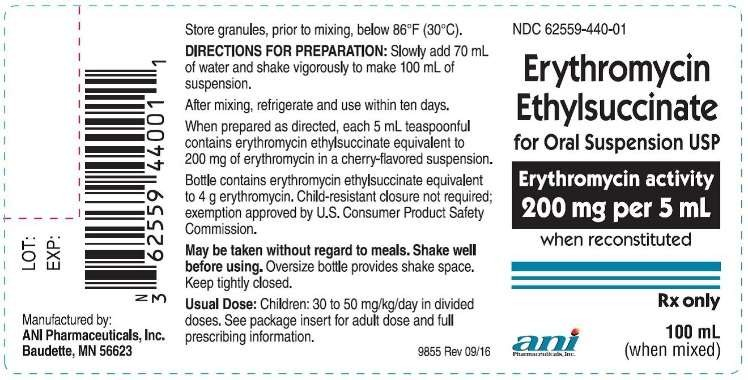 LOT:
EXP:
N
3
62559 44001
1
Manufactured by:
ANI Pharmaceuticals, Inc.
Baudette, MN 56623
Store granules, prior to mixing, below 86°F (30°C).
DIRECTIONS FOR PREPARATION: Slowly add 70 mL
of water and shake vigorously to make 100 mL of
suspension.
After mixing, refrigerate and use within ten days.
When prepared as directed, each 5 mL teaspoonful
contains erythromycin ethylsuccinate equivalent to
200 mg of erythromycin in a cherry-flavored suspension.
Bottle contains erythromycin ethylsuccinate equivalent
to 4 g erythromycin. Child-resistant closure not required;
exemption approved by U.S. Consumer Product Safety
Commission.
May be taken without regard to meals. Shake well
before using. Oversize bottle provides shake space.
Keep tightly closed.
Usual Dose: Children: 30 to 50 mg/kg/day in divided
doses. See package insert for adult dose and full
prescribing information.
9855 Rev 09/16
NDC 62559-440-01
Erythromycin
Ethylsuccinate
for Oral Suspension USP
Erythromycin activity
200 mg per 5 mL
when reconstituted
Rx only
ani
Pharmaceuticals, Inc.
100 mL
(when mixed)